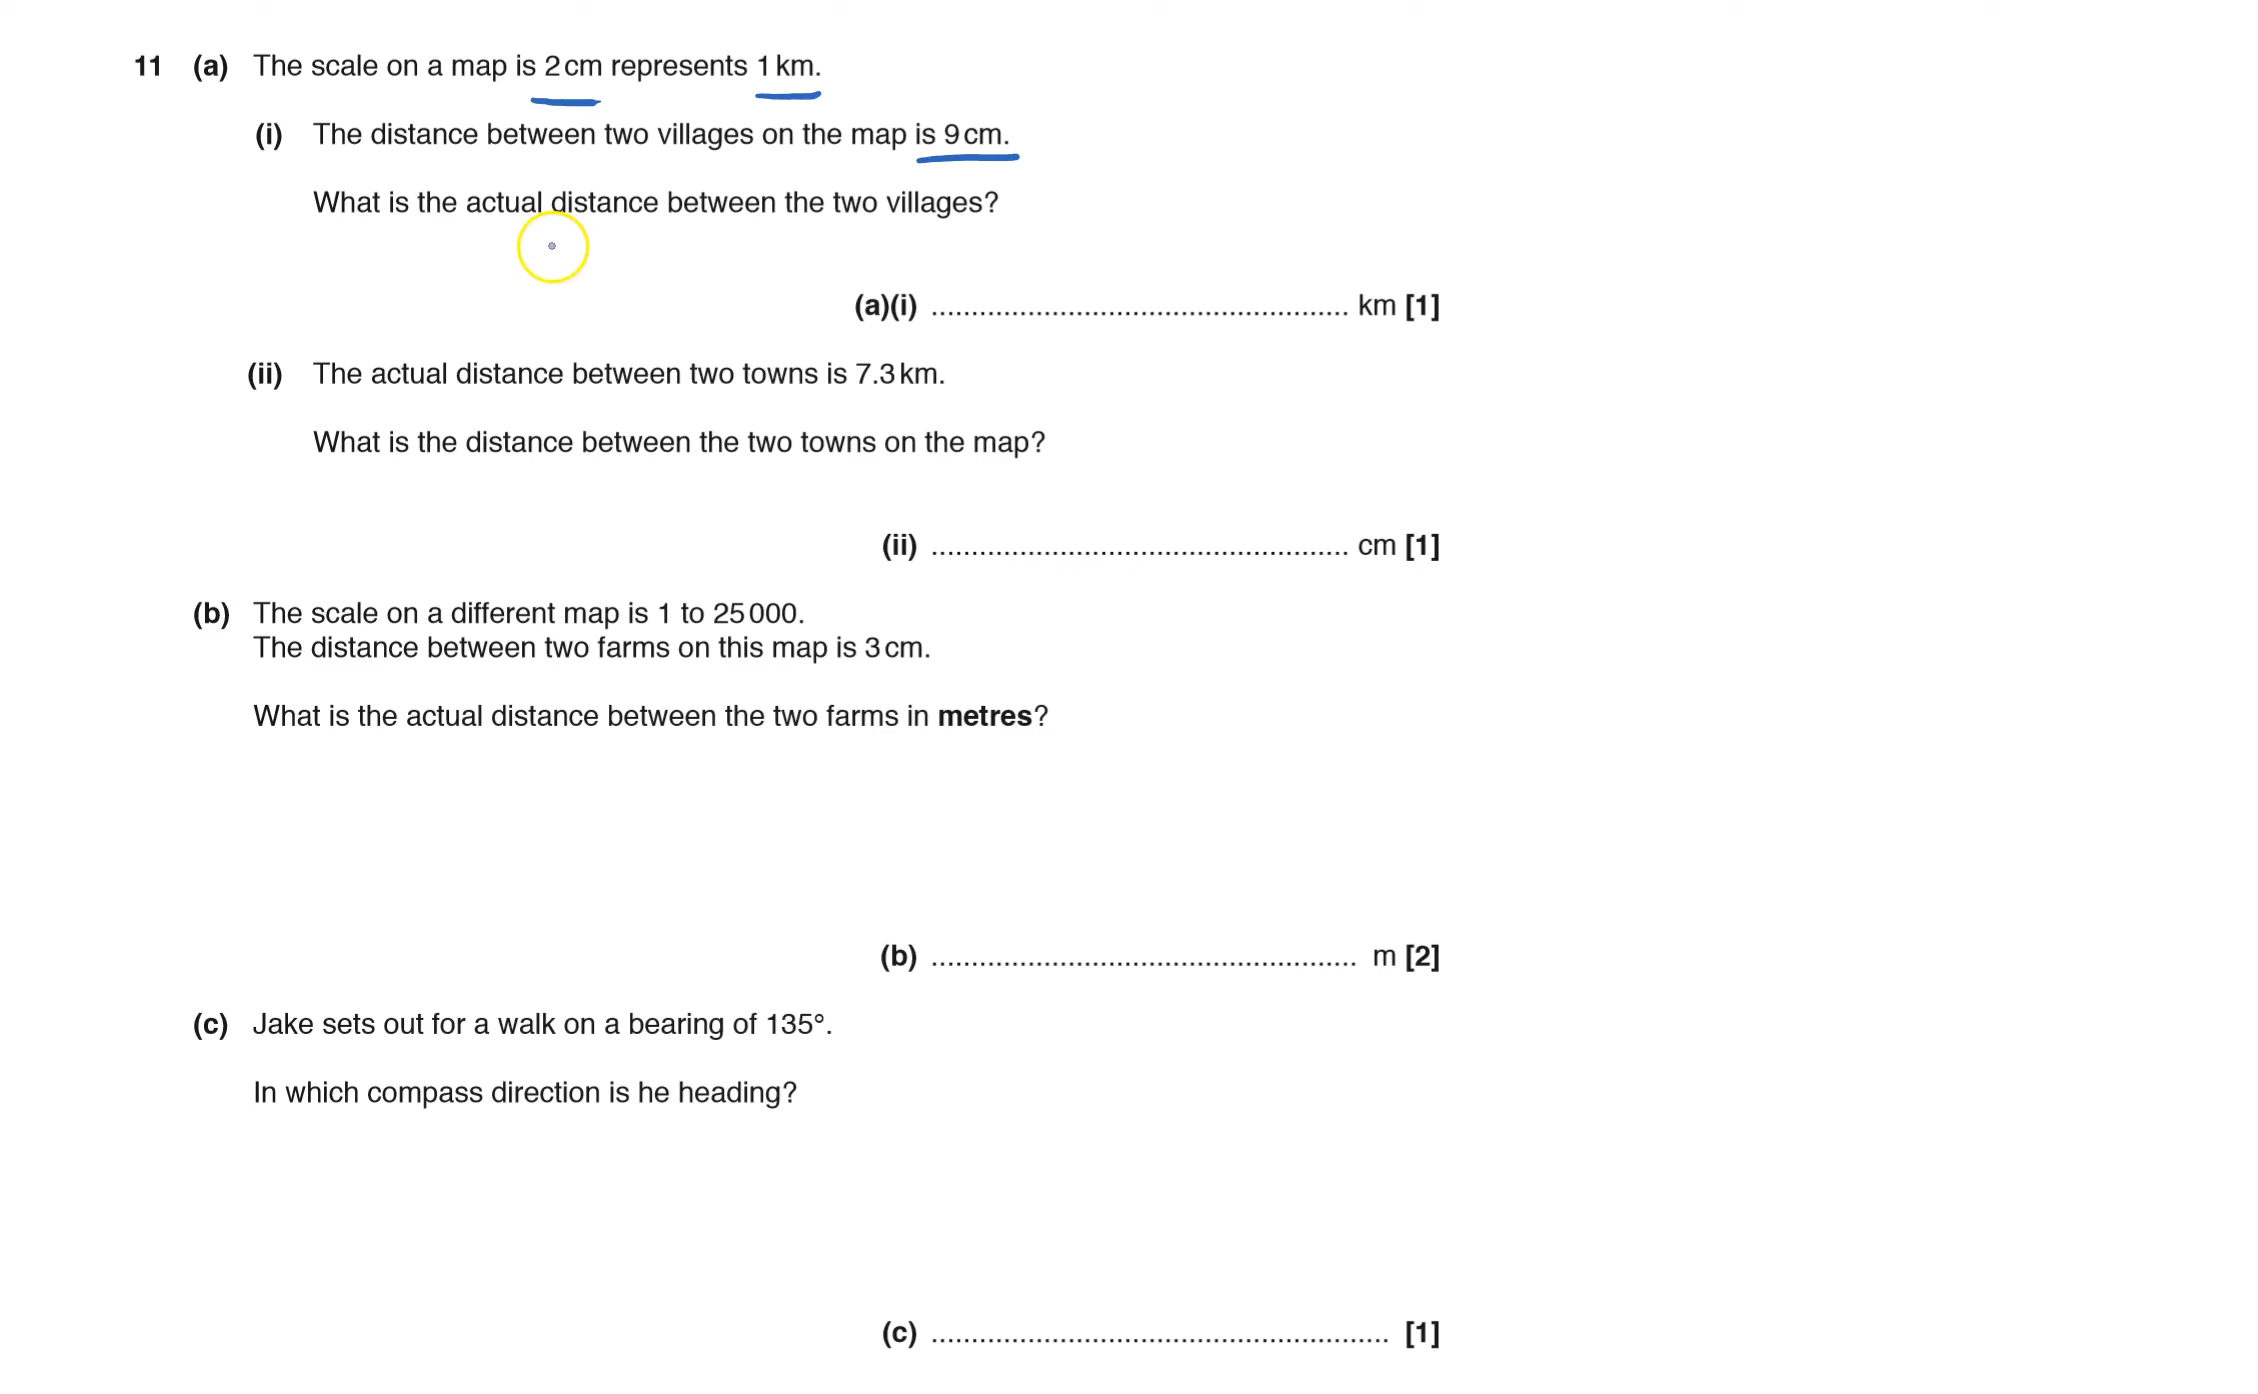 11 (a) The scale on a map is 2 cm represents 1 km.
(i) The distance between two villages on the map is 9 cm.
What is the actual distance between the two villages?
(a)(i) .................................................... km [1]
(ii) The actual distance between two towns is 7.3 km.
What is the distance between the two towns on the map?
(ii) .................................................... cm [1]
(b) The scale on a different map is 1 to 25 000.
The distance between two farms on this map is 3 cm.
What is the actual distance between the two farms in metres?
(b) ..................................................... m [2]
(c) Jake sets out for a walk on a bearing of 135°.
In which compass direction is he heading?
(c) ......................................................... [1]